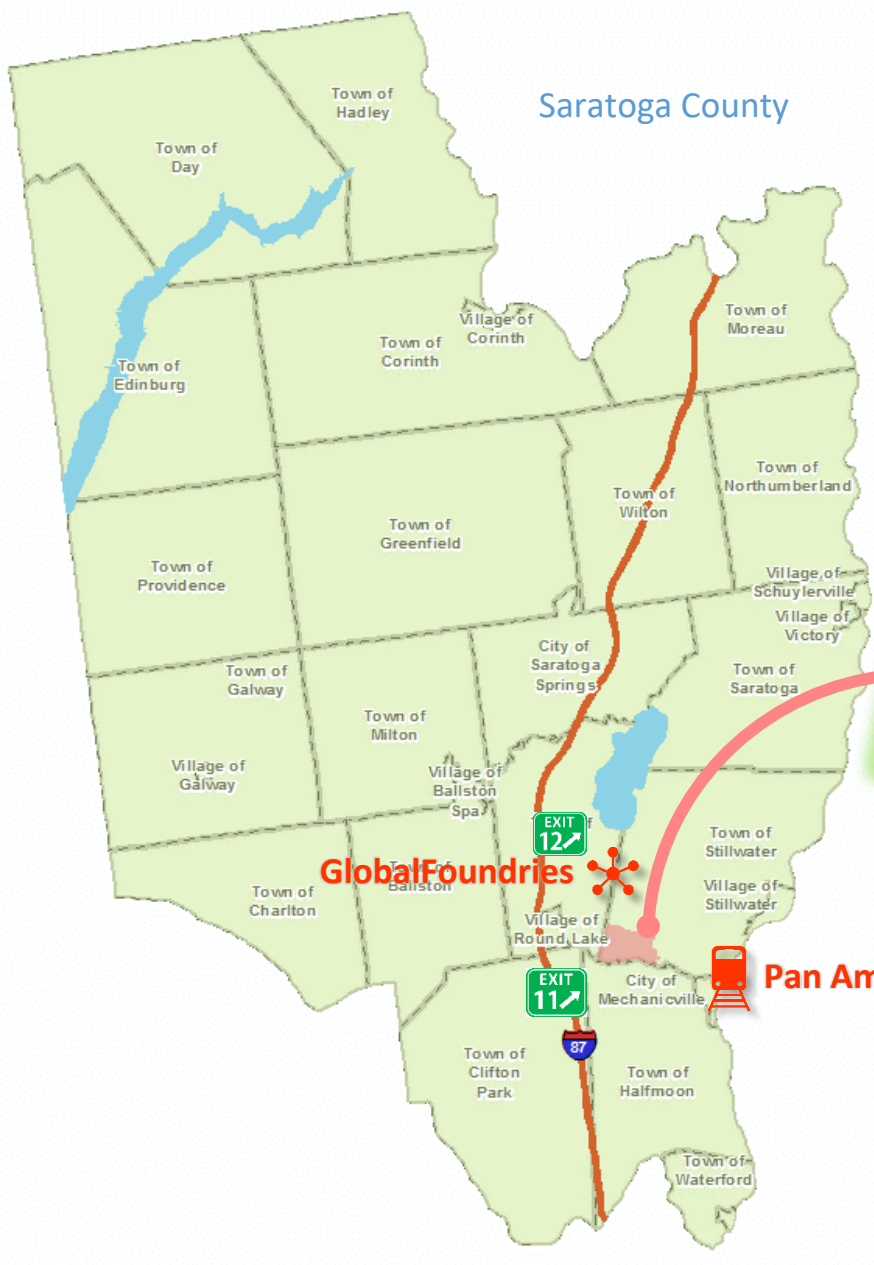 Saratoga County
Town of
Hadley
Town of
Day
Town of
Moreau
Village of
Corinth
Town of
Corinth
Town of
Edinburg
Town of
Northumberland
Town of
Wilton
Town of
Greenfield
Town of
Providence
Village of
Schuylerville
Village of
Victory
City of
Saratoga
Springs
Town of
Saratoga
Town of
Galway
Town of
Milton
Village of
Galway
Village of
Ballston
Spa
EXIT
12
Town of
Stillwater
GlobalFoundries
Town of
Ballston
Village of
Stillwater
Town of
Charlton
Village of
Round Lake
Pan Am
City of
Mechanicville
EXIT
11
87
Town of
Clifton
Park
Town of
Halfmoon
Town of
Waterford